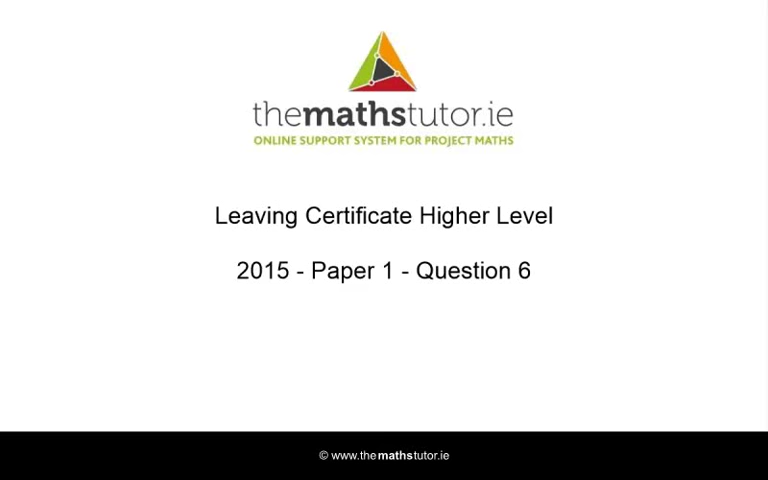 themathstutor.ie
ONLINE SUPPORT SYSTEM FOR PROJECT MATHS
Leaving Certificate Higher Level
2015 - Paper 1 - Question 6
© www.themathstutor.ie